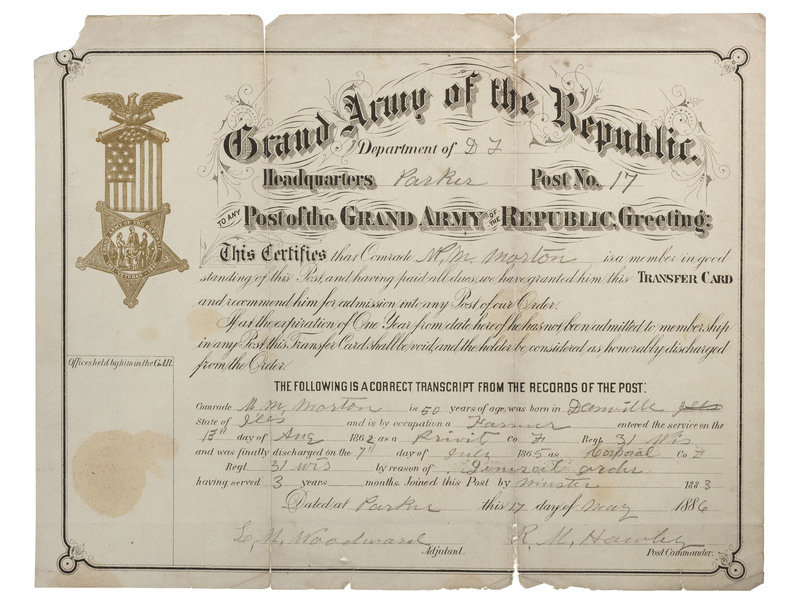 Grand Army of the Republic.
Department of D T
Headquarters Parker Post No. 17
TO ANY Post of the GRAND ARMY OF THE REPUBLIC, Greeting:
This Certifies that Comrade M. M. Morton is a member in good
standing of this Post, and having paid all dues, we have granted him this TRANSFER CARD
and recommend him for admission into any Post of our Order.
If at the expiration of One Year from date hereof he has not been admitted to membership
in any Post this Transfer Card shall be void, and the holder be considered as honorably discharged
from the Order.
Offices held by him in the G.A.R.
THE FOLLOWING IS A CORRECT TRANSCRIPT FROM THE RECORDS OF THE POST:
Comrade M. M. Morton is 50 years of age, was born in Danville
State of Ills and is by occupation a Farmer entered the service on the
13th day of Aug 1862 as a Privit Co F Regt 31 Wis
and was finally discharged on the 7th day of July 1865 as Corporal Co F
Regt 31 Wis by reason of order
having served 3 years months. Joined this Post by muster 1883
Dated at Parker this 17 day of May 1886
L. M. Woodward R. M. Hawley
Adjutant. Post Commander.